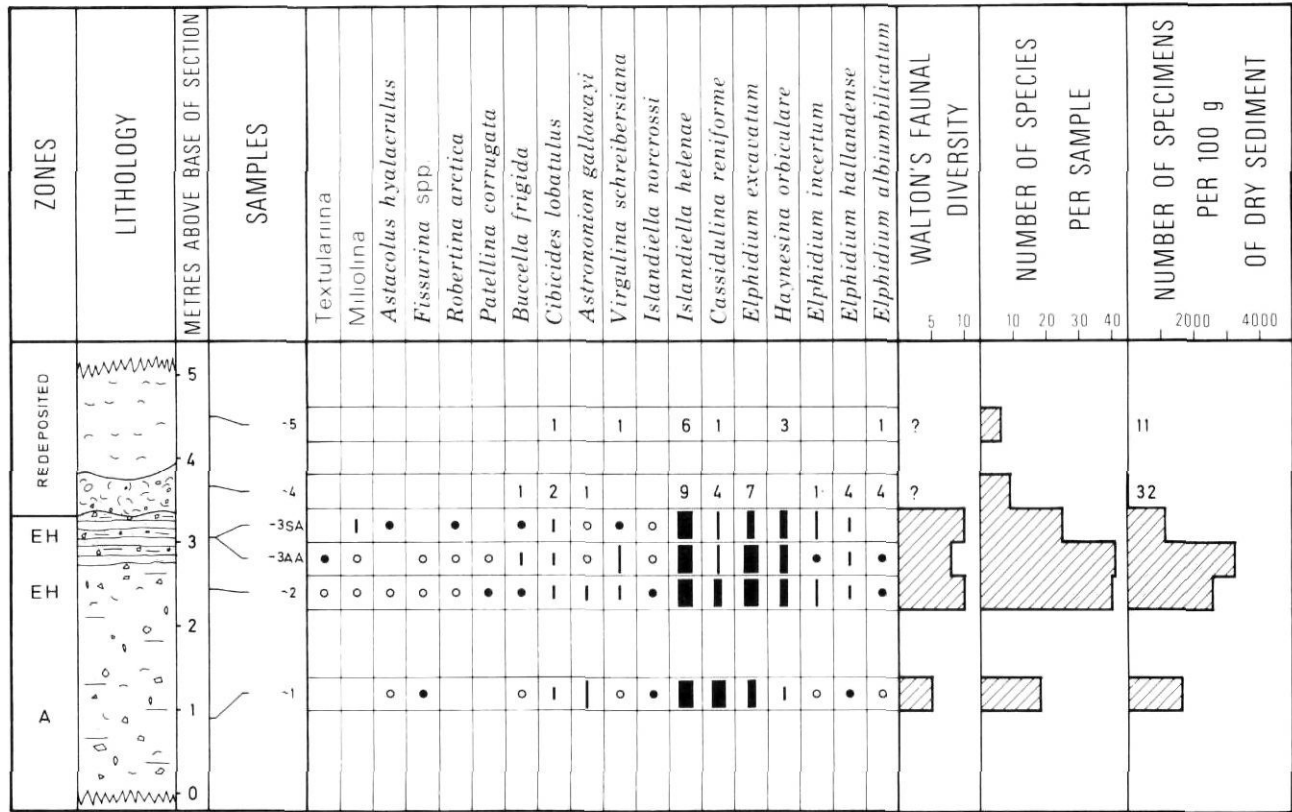 ZONES
LITHOLOGY
METRES ABOVE BASE OF SECTION
SAMPLES
Textulariina
Miliolina
Astacolus hyalacrulus
Fissurina spp.
Robertina arctica
Patellina corrugata
Buccella frigida
Cibicides lobatulus
Astrononion gallowayi
Virgulina schreibersiana
Islandiella norcrossi
Islandiella helenae
Cassidulina reniforme
Elphidium excavatum
Haynesina orbiculare
Elphidium incertum
Elphidium hallandense
Elphidium albiumbilicatum
WALTON'S FAUNAL
DIVERSITY
5 10
NUMBER OF SPECIES
PER SAMPLE
10 20 30 40
NUMBER OF SPECIMENS
PER 100 g
OF DRY SEDIMENT
2000 4000
REDEPOSITED
EH
EH
A
5
4
3
2
1
0
-5 1 1 6 1 3 1 ? 11
-4 1 2 1 9 4 7 1 4 4 ? 32
-3SA
-3AA
-2
-1